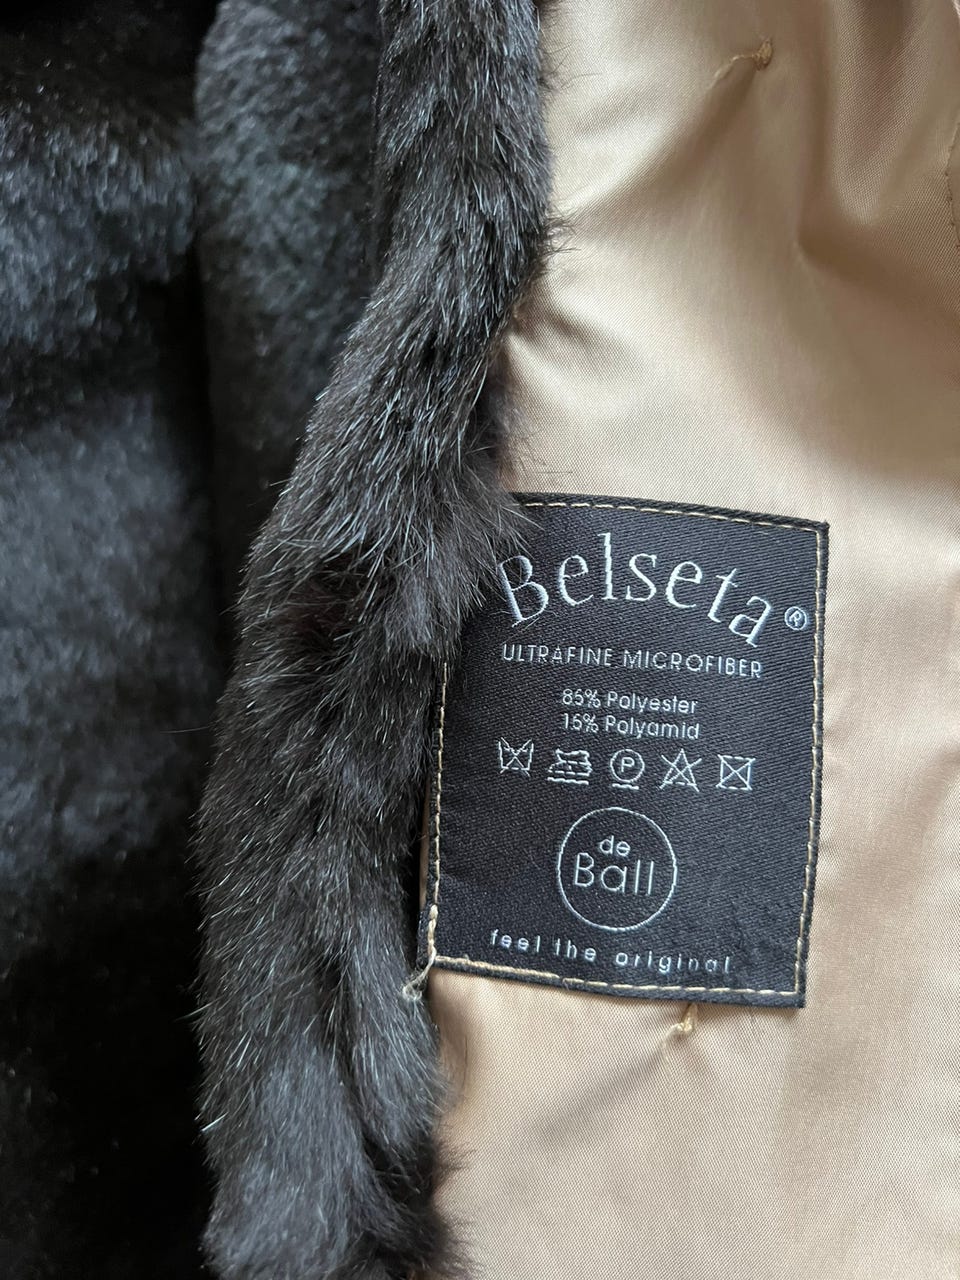 Belseta®
ULTRAFINE MICROFIBER
85% Polyester
15% Polyamid
P
de
Ball
feel the original